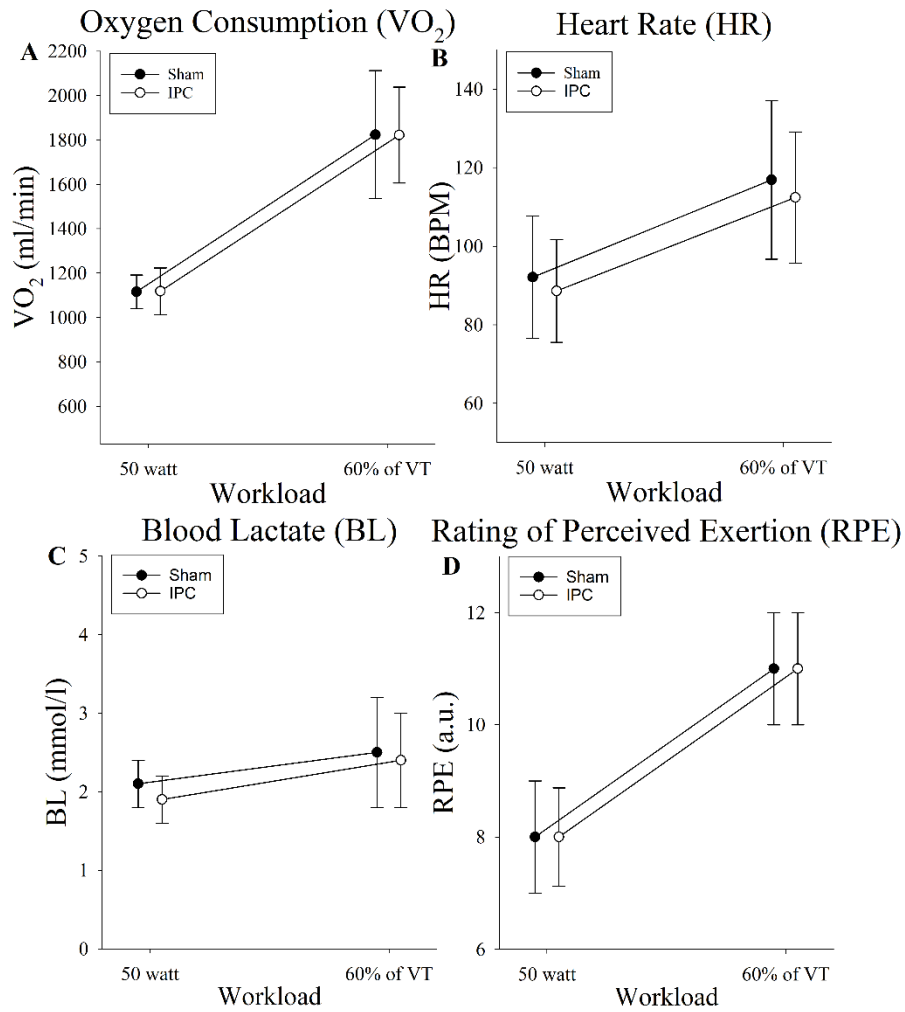 Oxygen Consumption (VO2)
A
Sham
IPC
2200
2000
1800
1600
1400
1200
1000
800
600
VO2 (ml/min)
50 watt
60% of VT
Workload
Heart Rate (HR)
B
Sham
IPC
140
120
100
80
60
HR (BPM)
50 watt
60% of VT
Workload
Blood Lactate (BL)
C
Sham
IPC
5
4
3
2
1
0
BL (mmol/l)
50 watt
60% of VT
Workload
Rating of Perceived Exertion (RPE)
D
Sham
IPC
12
10
8
6
RPE (a.u.)
50 watt
60% of VT
Workload